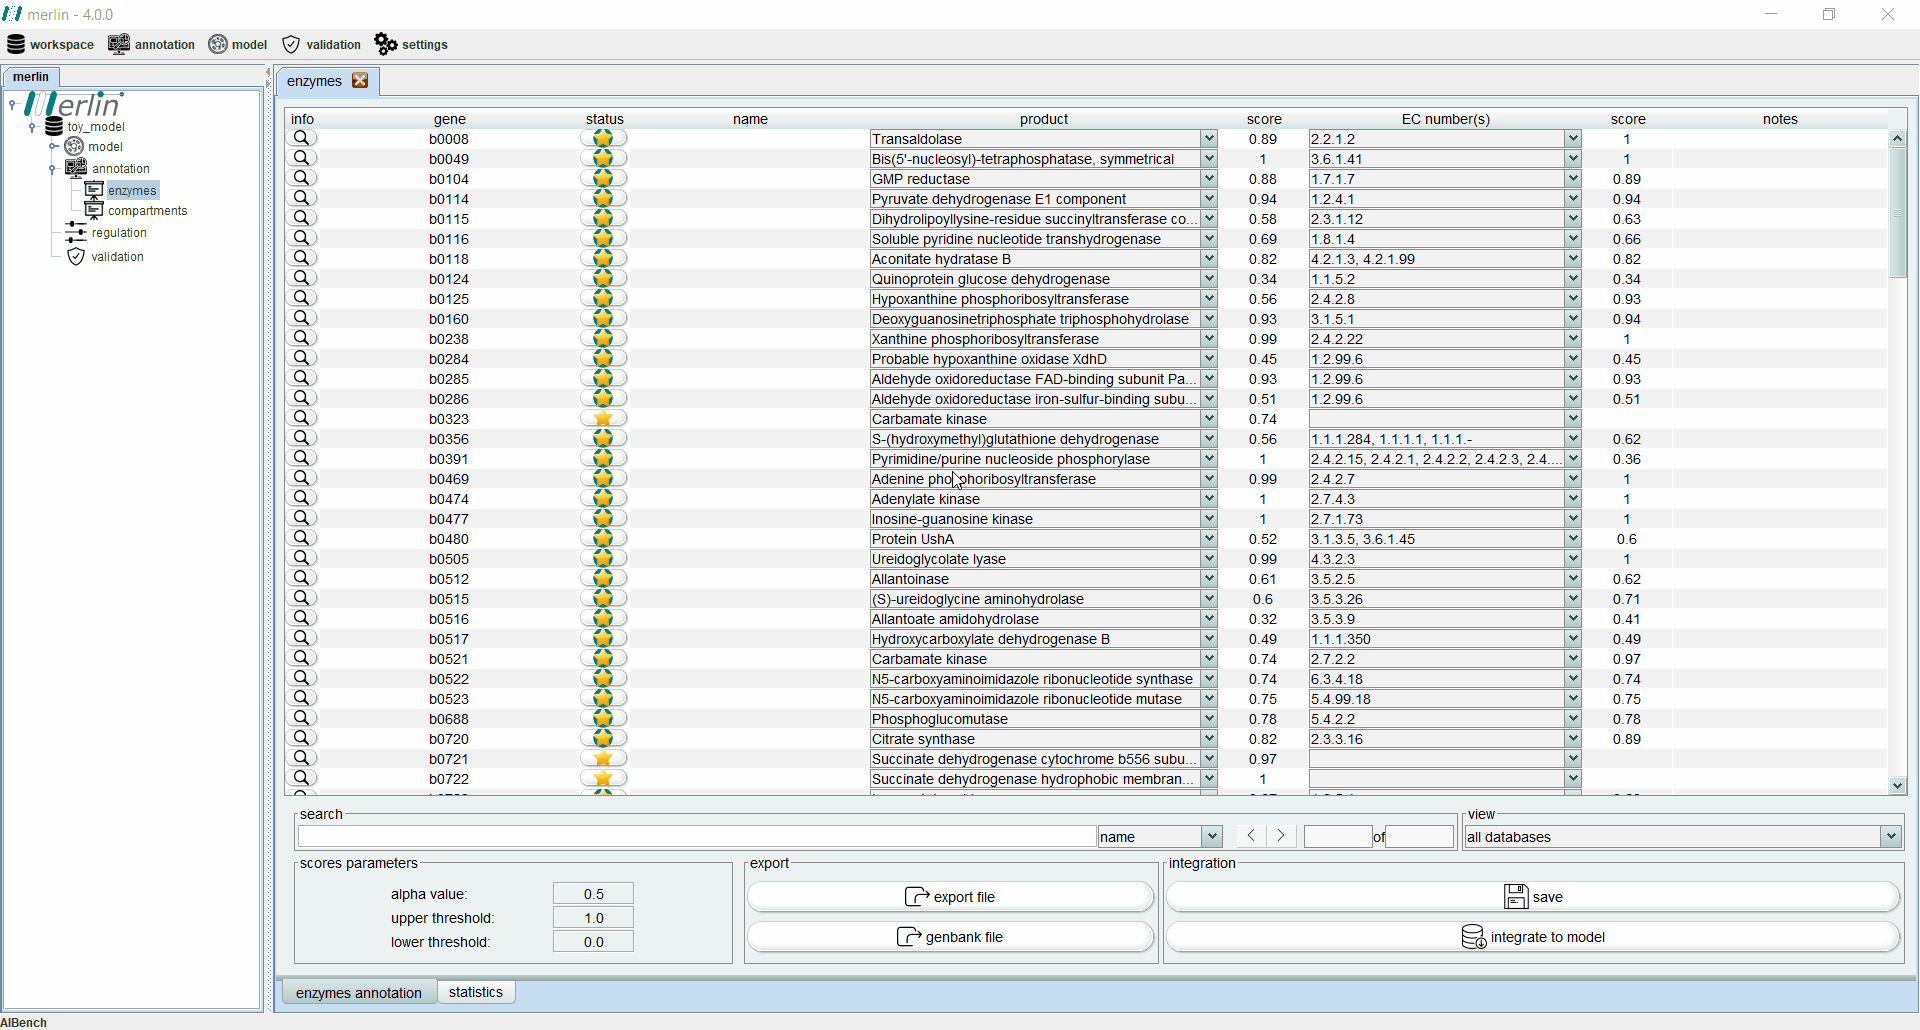 merlin - 4.0.0
workspace annotation model validation settings
merlin
enzymes
merlin
toy_model
model
annotation
enzymes
compartments
regulation
validation
info gene status name product score EC number(s) score notes
b0008 Transaldolase 0.89 2.2.1.2 1
b0049 Bis(5'-nucleosyl)-tetraphosphatase, symmetrical 1 3.6.1.41 1
b0104 GMP reductase 0.88 1.7.1.7 0.89
b0114 Pyruvate dehydrogenase E1 component 0.94 1.2.4.1 0.94
b0115 Dihydrolipoyllysine-residue succinyltransferase co... 0.58 2.3.1.12 0.63
b0116 Soluble pyridine nucleotide transhydrogenase 0.69 1.8.1.4 0.66
b0118 Aconitate hydratase B 0.82 4.2.1.3, 4.2.1.99 0.82
b0124 Quinoprotein glucose dehydrogenase 0.34 1.1.5.2 0.34
b0125 Hypoxanthine phosphoribosyltransferase 0.56 2.4.2.8 0.93
b0160 Deoxyguanosinetriphosphate triphosphohydrolase 0.93 3.1.5.1 0.94
b0238 Xanthine phosphoribosyltransferase 0.99 2.4.2.22 1
b0284 Probable hypoxanthine oxidase XdhD 0.45 1.2.99.6 0.45
b0285 Aldehyde oxidoreductase FAD-binding subunit Pa... 0.93 1.2.99.6 0.93
b0286 Aldehyde oxidoreductase iron-sulfur-binding subu... 0.51 1.2.99.6 0.51
b0323 Carbamate kinase 0.74
b0356 S-(hydroxymethyl)glutathione dehydrogenase 0.56 1.1.1.284, 1.1.1.1, 1.1.1.- 0.62
b0391 Pyrimidine/purine nucleoside phosphorylase 1 2.4.2.15, 2.4.2.1, 2.4.2.2, 2.4.2.3, 2.4.... 0.36
b0469 Adenine phosphoribosyltransferase 0.99 2.4.2.7 1
b0474 Adenylate kinase 1 2.7.4.3 1
b0477 Inosine-guanosine kinase 1 2.7.1.73 1
b0480 Protein UshA 0.52 3.1.3.5, 3.6.1.45 0.6
b0505 Ureidoglycolate lyase 0.99 4.3.2.3 1
b0512 Allantoinase 0.61 3.5.2.5 0.62
b0515 (S)-ureidoglycine aminohydrolase 0.6 3.5.3.26 0.71
b0516 Allantoate amidohydrolase 0.32 3.5.3.9 0.41
b0517 Hydroxycarboxylate dehydrogenase B 0.49 1.1.1.350 0.49
b0521 Carbamate kinase 0.74 2.7.2.2 0.97
b0522 N5-carboxyaminoimidazole ribonucleotide synthase 0.74 6.3.4.18 0.74
b0523 N5-carboxyaminoimidazole ribonucleotide mutase 0.75 5.4.99.18 0.75
b0688 Phosphoglucomutase 0.78 5.4.2.2 0.78
b0720 Citrate synthase 0.82 2.3.3.16 0.89
b0721 Succinate dehydrogenase cytochrome b556 subu... 0.97
b0722 Succinate dehydrogenase hydrophobic membran... 1
search view
name of all databases
scores parameters export integration
alpha value: 0.5 export file save
upper threshold: 1.0
lower threshold: 0.0 genbank file integrate to model
enzymes annotation statistics
AIBench